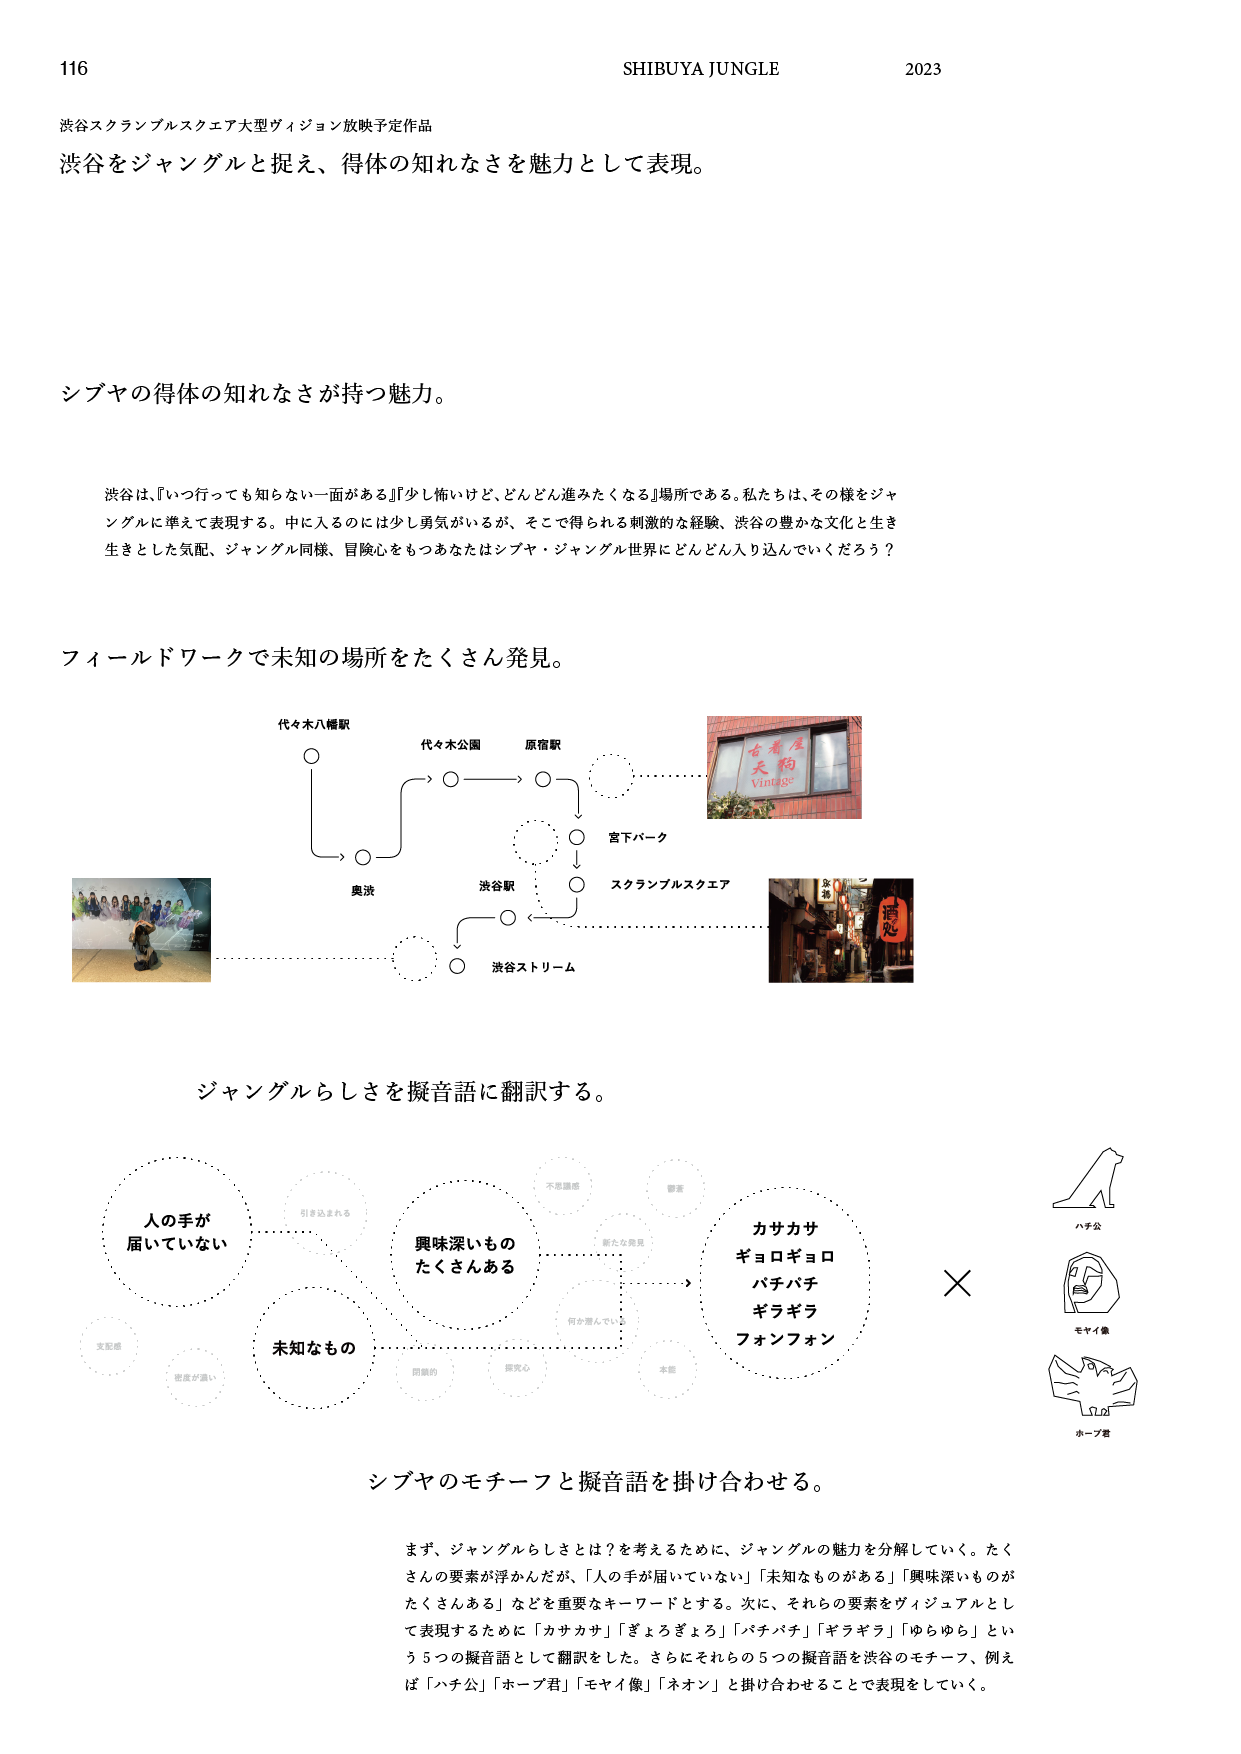 116
SHIBUYA JUNGLE
2023
渋谷スクランブルスクエア大型ヴィジョン放映予定作品
渋谷をジャングルと捉え、得体の知れなさを魅力として表現。
シブヤの得体の知れなさが持つ魅力。
渋谷は、『いつ行っても知らない一面がある』『少し怖いけど、どんどん進みたくなる』場所である。私たちは、その様をジャ
ングルに準えて表現する。中に入るのには少し勇気がいるが、そこで得られる刺激的な経験、渋谷の豊かな文化と生き
生きとした気配、ジャングル同様、冒険心をもつあなたはシブヤ・ジャングル世界にどんどん入り込んでいくだろう？
フィールドワークで未知の場所をたくさん発見。
代々木八幡駅
代々木公園
原宿駅
古着屋
天狗
Vintage
宮下パーク
奥渋
渋谷駅
スクランブルスクエア
酒処
渋谷ストリーム
ジャングルらしさを擬音語に翻訳する。
人の手が
届いていない
引き込まれる
興味深いもの
たくさんある
不思議感
鬱蒼
新たな発見
カサカサ
ギョロギョロ
パチパチ
ギラギラ
フォンフォン
ハチ公
モヤイ像
ホープ君
支配感
密度が濃い
未知なもの
閉鎖的
探究心
何か潜んでいる
本能
シブヤのモチーフと擬音語を掛け合わせる。
まず、ジャングルらしさとは？を考えるために、ジャングルの魅力を分解していく。たく
さんの要素が浮かんだが、「人の手が届いていない」「未知なものがある」「興味深いものが
たくさんある」などを重要なキーワードとする。次に、それらの要素をヴィジュアルとし
て表現するために「カサカサ」「ぎょろぎょろ」「パチパチ」「ギラギラ」「ゆらゆら」とい
う５つの擬音語として翻訳をした。さらにそれらの５つの擬音語を渋谷のモチーフ、例え
ば「ハチ公」「ホープ君」「モヤイ像」「ネオン」と掛け合わせることで表現をしていく。